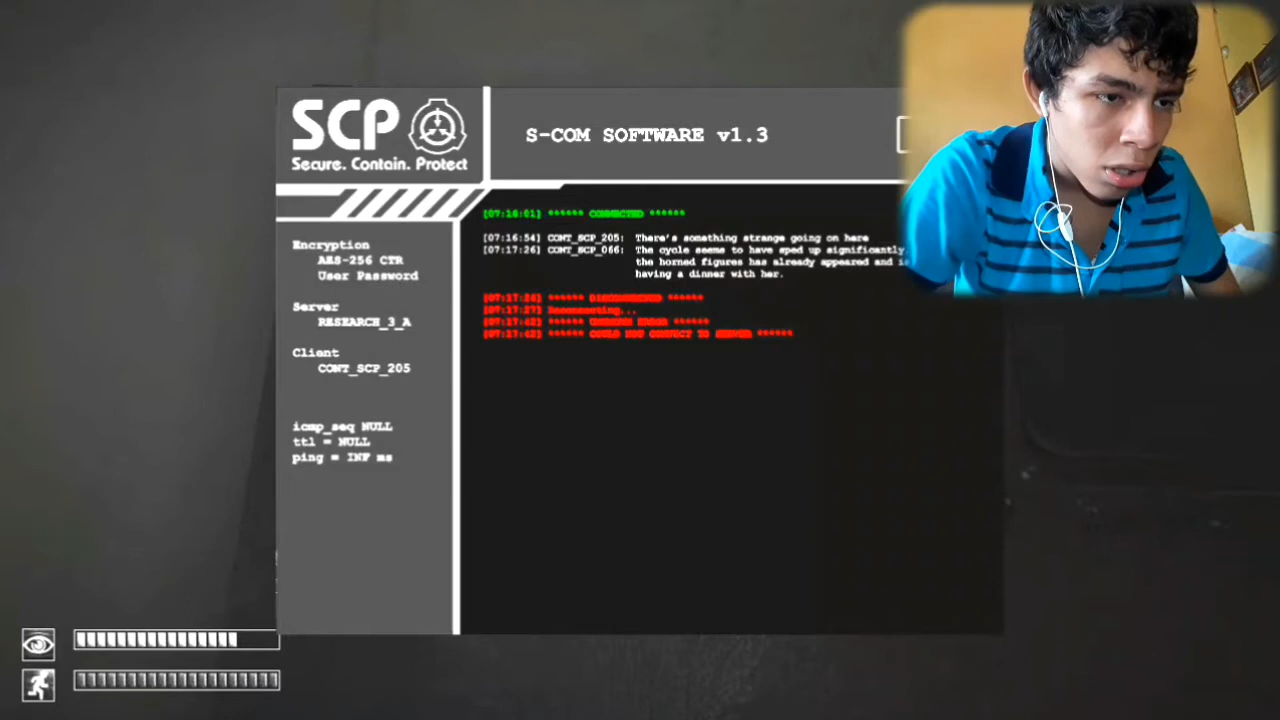 SCP
Secure. Contain. Protect
S-COM SOFTWARE v1.3
Encryption
AES-256 CTR
User Password
Server
RESEARCH_3_A
Client
CONT_SCP_205
icmp_seq NULL
ttl = NULL
ping = INF ms
[07:16:01] ****** CONNECTED ******
[07:16:54] CONT_SCP_205: There's something strange going on here
[07:17:26] CONT_SCP_066: The cycle seems to have sped up significantly,
the horned figures has already appeared and is
having a dinner with her.
[07:17:26] ****** DISCONNECTED ******
[07:17:27] Reconnecting...
[07:17:42] ****** UNKNOWN ERROR ******
[07:17:42] ****** COULD NOT CONNECT TO SERVER ******